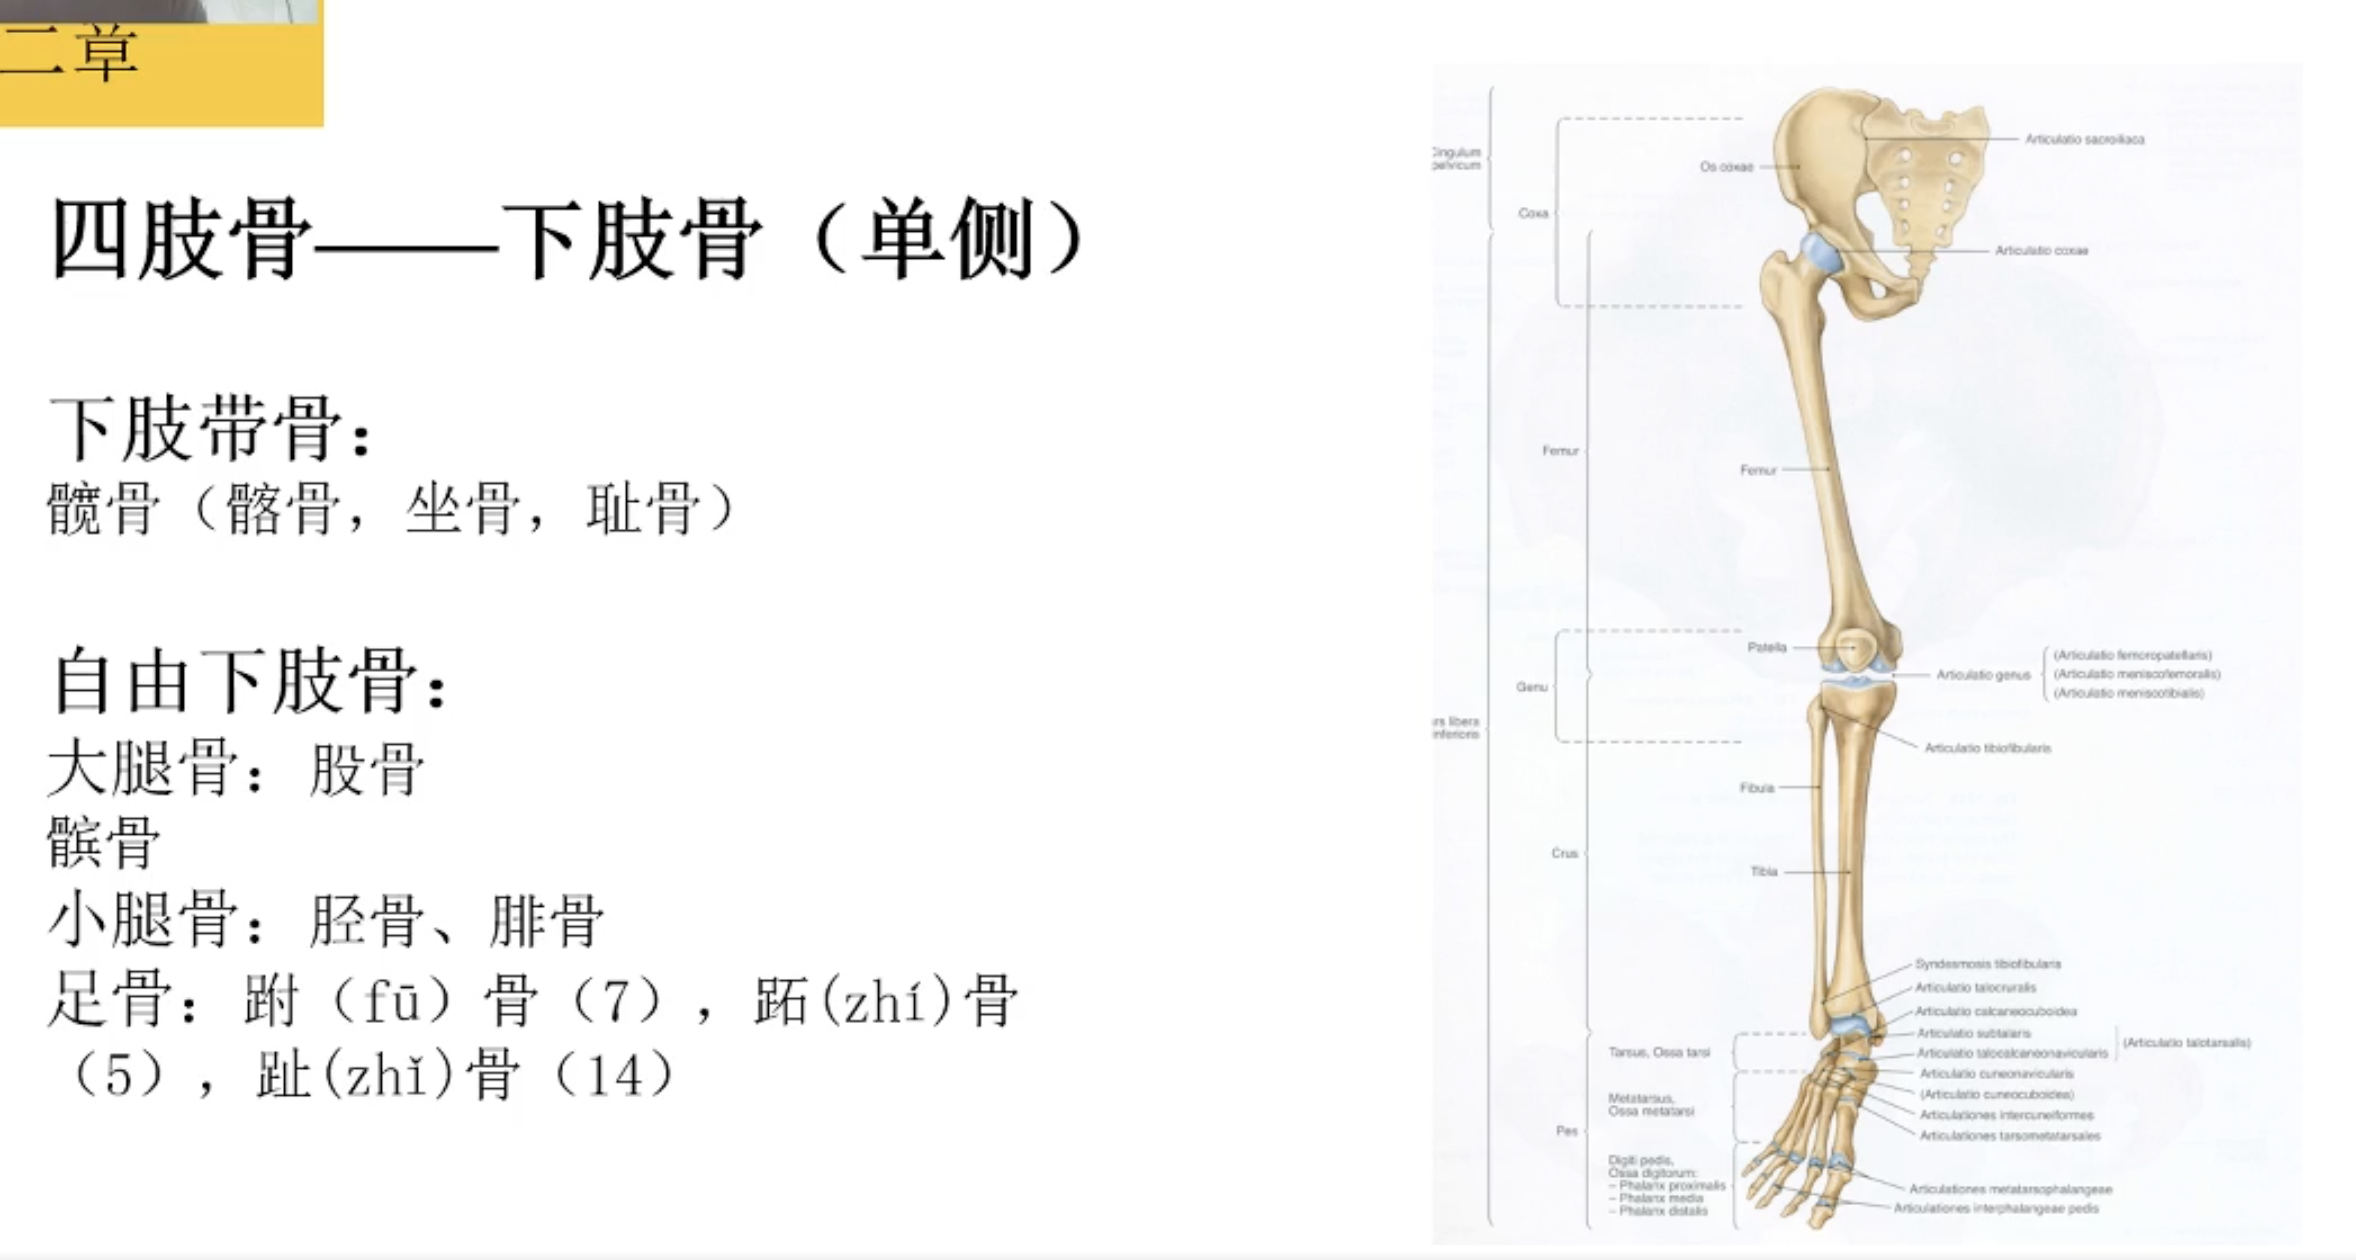 二章
四肢骨——下肢骨（单侧）
下肢带骨：
髋骨（髂骨，坐骨，耻骨）
自由下肢骨：
大腿骨：股骨
髌骨
小腿骨：胫骨、腓骨
足骨：跗（fū）骨（7），跖(zhí)骨
（5），趾(zhǐ)骨（14）
Cingulum
pelvicum
Os coxae
Articulatio sacroiliaca
Coxa
Articulatio coxae
Femur
Femur
Patella
Genu
Articulatio genus
(Articulatio femoropatellaris)
(Articulatio meniscofemoralis)
(Articulatio meniscotibialis)
rs libera
inferioris
Articulatio tibiofibularis
Fibula
Crus
Tibia
Syndesmosis tibiofibularis
Articulatio talocruralis
Articulatio calcaneocuboidea
Articulatio subtalaris
Articulatio talocalcaneonavicularis
(Articulatio talotarsalis)
Articulatio cuneonavicularis
(Articulatio cuneocuboidea)
Articulationes intercuneiformes
Articulationes tarsometatarsales
Tarsus, Ossa tarsi
Metatarsus,
Ossa metatarsi
Pes
Digiti pedis,
Ossa digitorum:
– Phalanx proximalis
– Phalanx media
– Phalanx distalis
Articulationes metatarsophalangeae
Articulationes interphalangeae pedis